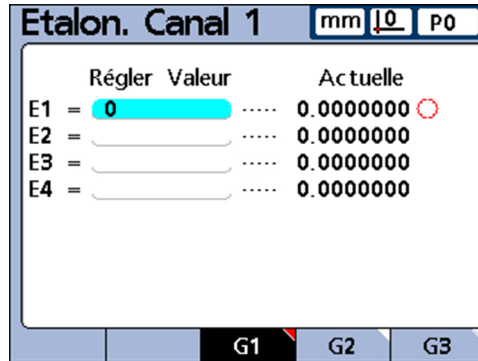 Etalon. Canal 1 mm 0 P0
Régler Valeur Actuelle
E1 = 0 ..... 0.0000000
E2 = ..... 0.0000000
E3 = ..... 0.0000000
E4 = ..... 0.0000000
G1 G2 G3